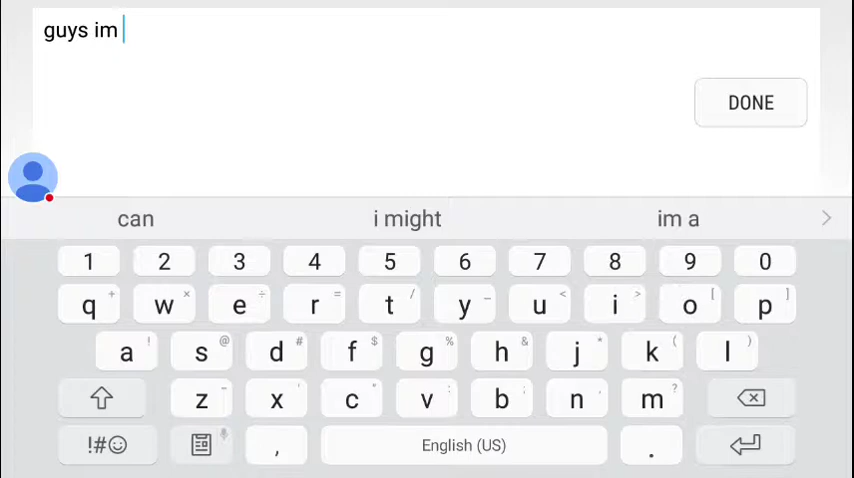 guys im
DONE
can i might im a >
1 2 3 4 5 6 7 8 9 0
q + w × e ÷ r = t / y _ u < i > o [ p ]
a ! s @ d # f $ g % h & j * k ( l )
z - x ' c " v : b ; n , m ?
!#☺ , English (US) .